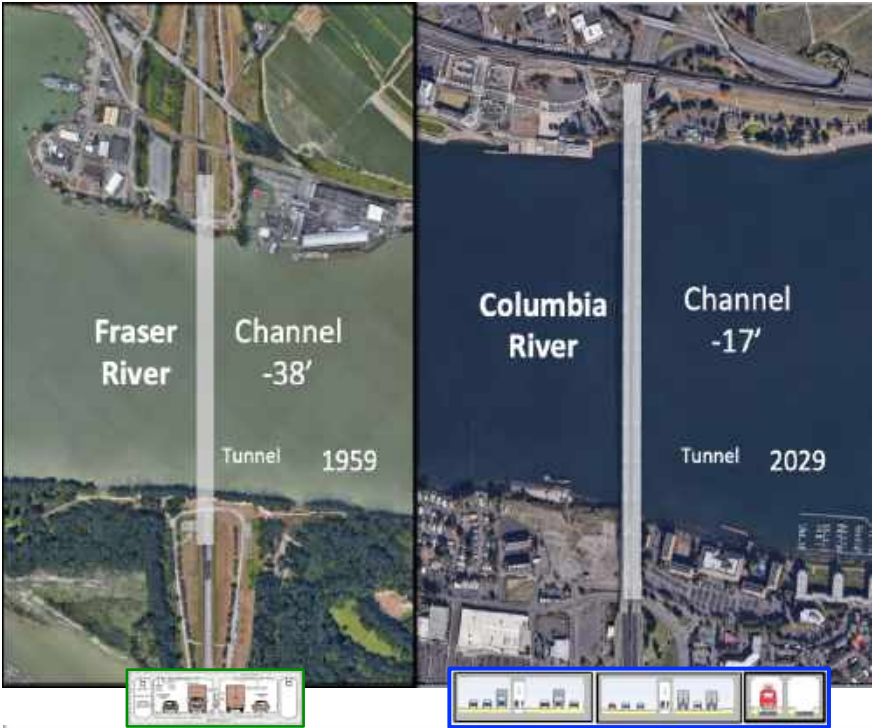 Fraser
River
Channel
-38’
Tunnel 1959
Columbia
River
Channel
-17’
Tunnel 2029